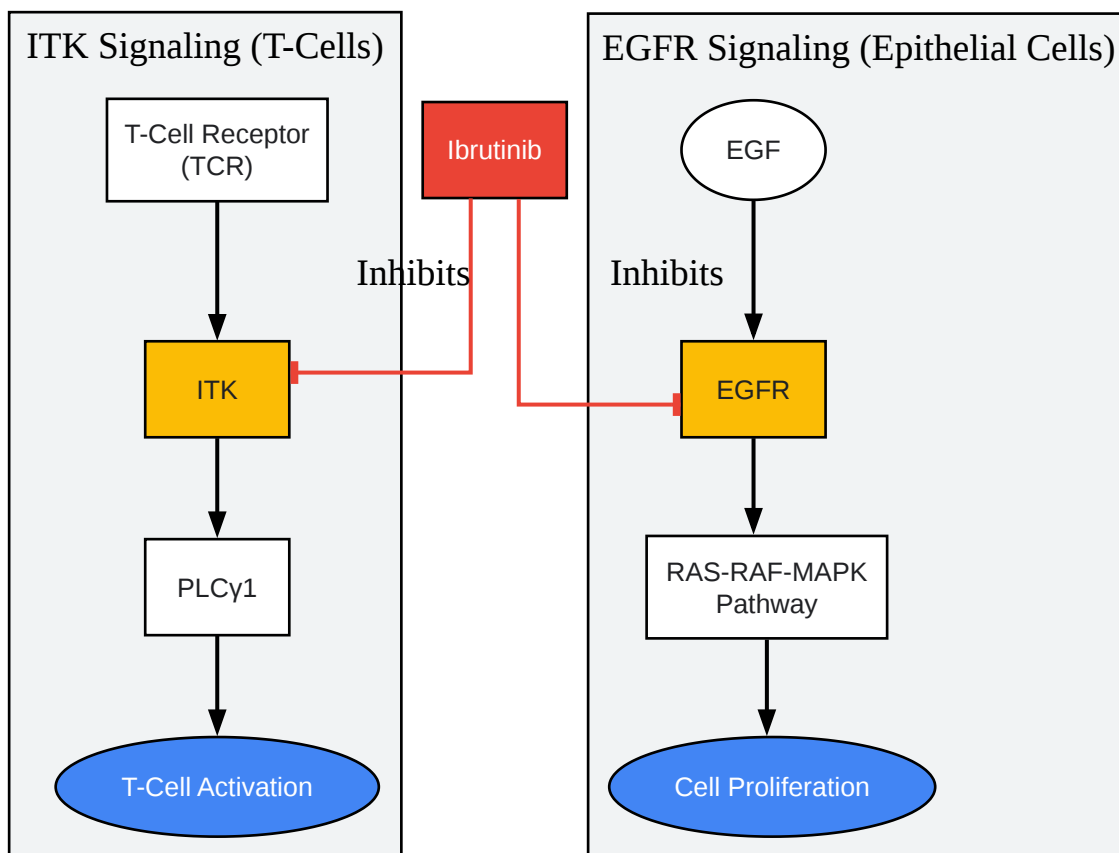 ITK Signaling (T-Cells)
T-Cell Receptor
(TCR)
ITK
PLCγ1
T-Cell Activation
Ibrutinib
Inhibits
Inhibits
EGFR Signaling (Epithelial Cells)
EGF
EGFR
RAS-RAF-MAPK
Pathway
Cell Proliferation